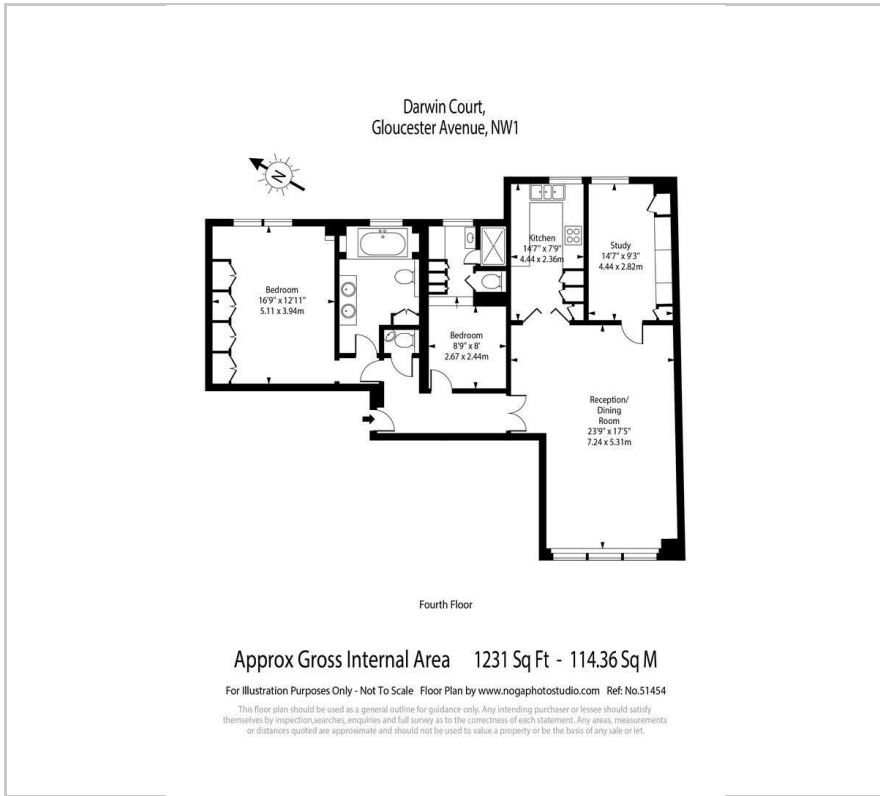 Darwin Court,
Gloucester Avenue, NW1
N
Kitchen
14'7" x 7'9"
4.44 x 2.36m
Study
14'7" x 9'3"
4.44 x 2.82m
Bedroom
16'9" x 12'11"
5.11 x 3.94m
Bedroom
8'9" x 8'
2.67 x 2.44m
Reception/
Dining
Room
23'9" x 17'5"
7.24 x 5.31m
Fourth Floor
Approx Gross Internal Area 1231 Sq Ft - 114.36 Sq M
For Illustration Purposes Only - Not To Scale Floor Plan by www.nogaphotostudio.com Ref: No.51454
This floor plan should be used as a general outline for guidance only. Any intending purchaser or lessee should satisfy
themselves by inspection,searches, enquiries and full survey as to the correctness of each statement. Any areas, measurements
or distances quoted are approximate and should not be used to value a property or be the basis of any sale or let.